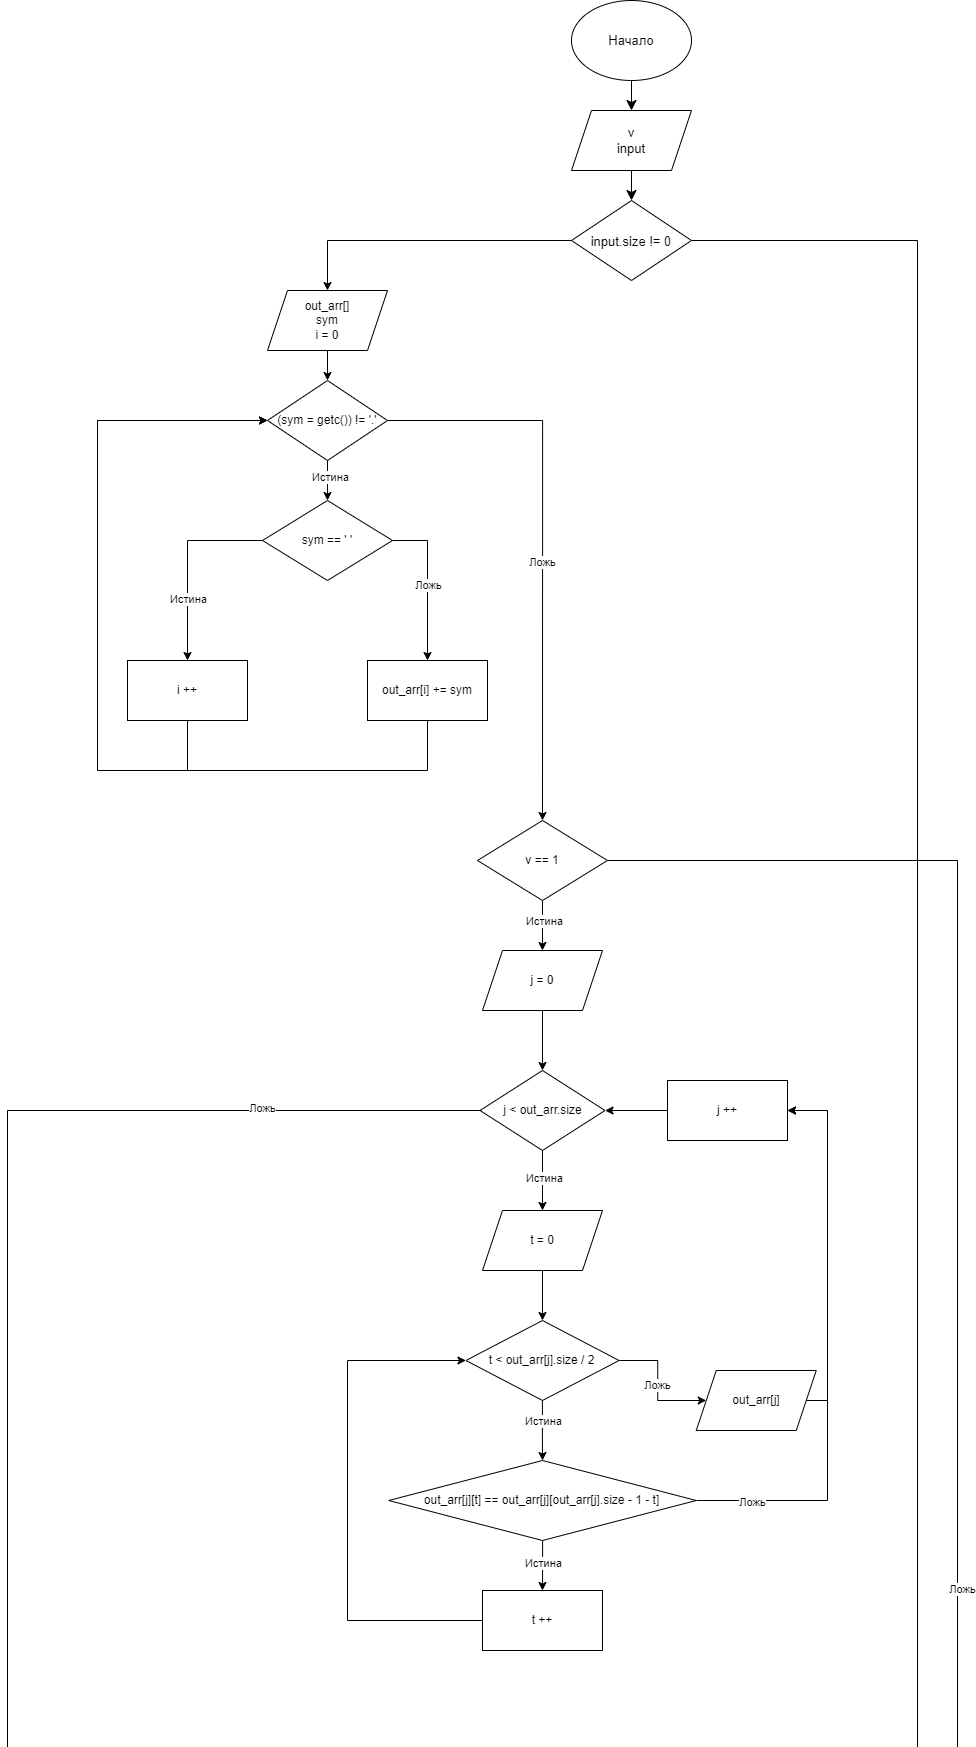 Начало
v
input
input.size != 0
out_arr[]
sym
i = 0
(sym = getc()) != '.'
Истина
sym == ' '
Ложь
Ложь
Истина
i ++
out_arr[i] += sym
v == 1
Истина
j = 0
Ложь
j < out_arr.size
j ++
Истина
t = 0
t < out_arr[j].size / 2
Ложь
out_arr[j]
Истина
out_arr[j][t] == out_arr[j][out_arr[j].size - 1 - t]
Ложь
Истина
Ложь
t ++